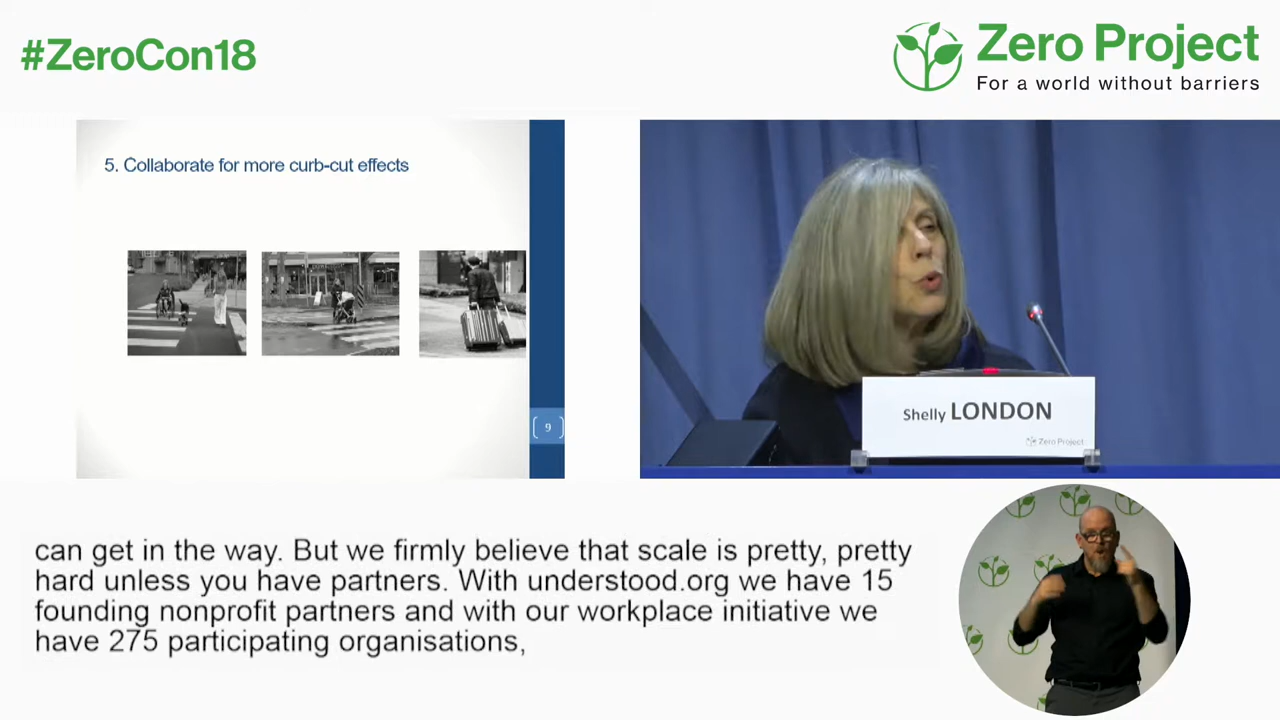 #ZeroCon18
Zero Project
For a world without barriers
5. Collaborate for more curb-cut effects
9
Shelly LONDON
Zero Project
can get in the way. But we firmly believe that scale is pretty, pretty
hard unless you have partners. With understood.org we have 15
founding nonprofit partners and with our workplace initiative we
have 275 participating organisations,